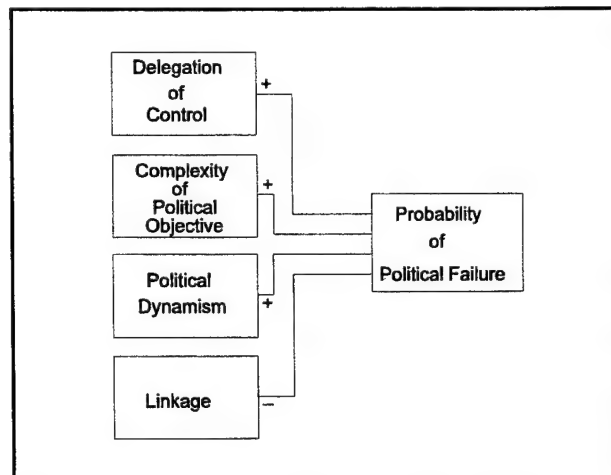 Delegation
of
Control
+
Complexity
of
Political
Objective
+
Political
Dynamism
+
Linkage
–
Probability
of
Political Failure